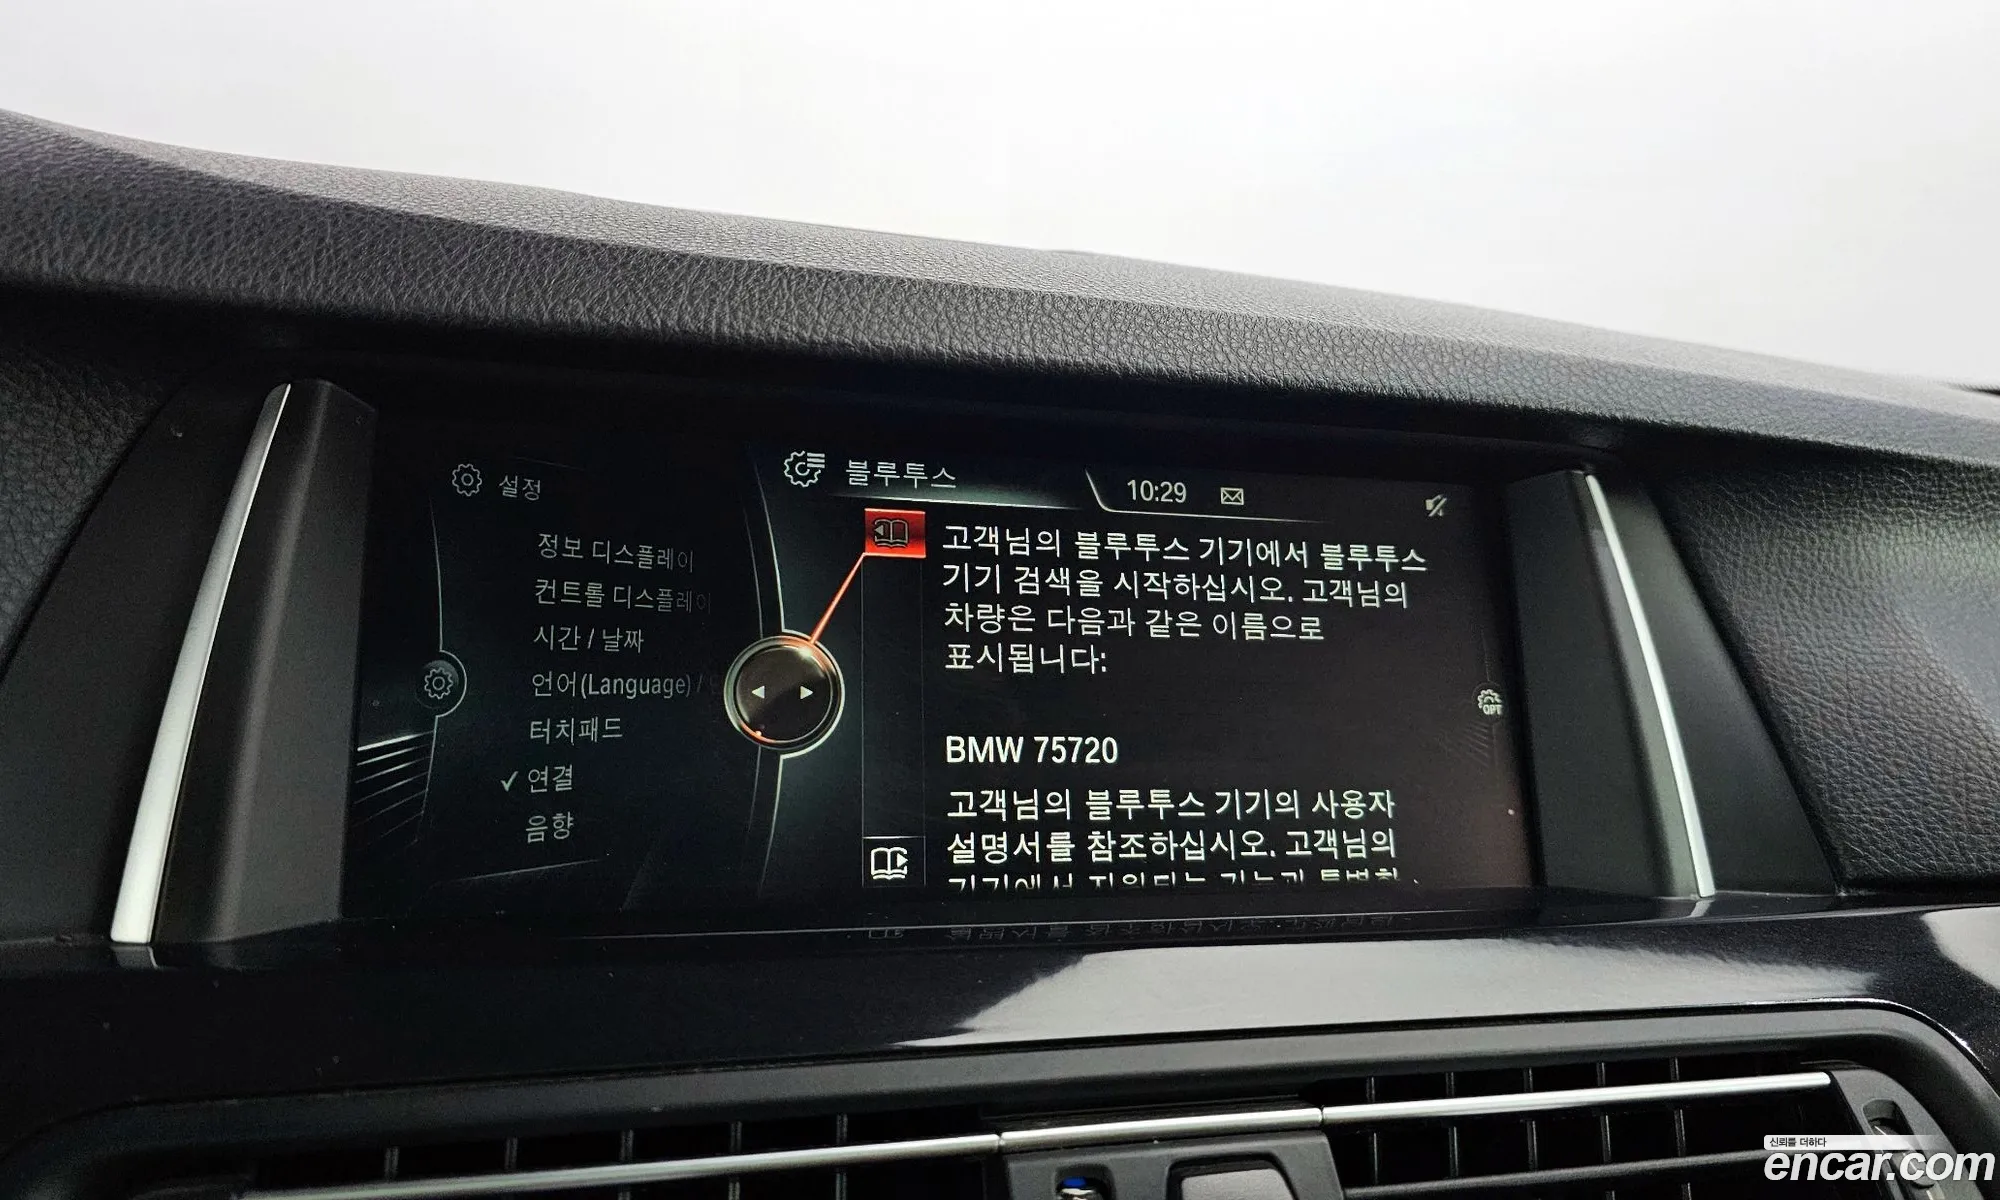 설정
정보 디스플레이
컨트롤 디스플레이
시간 / 날짜
언어(Language) /
터치패드
✓ 연결
음향
블루투스
10:29
고객님의 블루투스 기기에서 블루투스
기기 검색을 시작하십시오. 고객님의
차량은 다음과 같은 이름으로
표시됩니다:
BMW 75720
고객님의 블루투스 기기의 사용자
설명서를 참조하십시오. 고객님의
OPT
신뢰를 더하다
encar.com